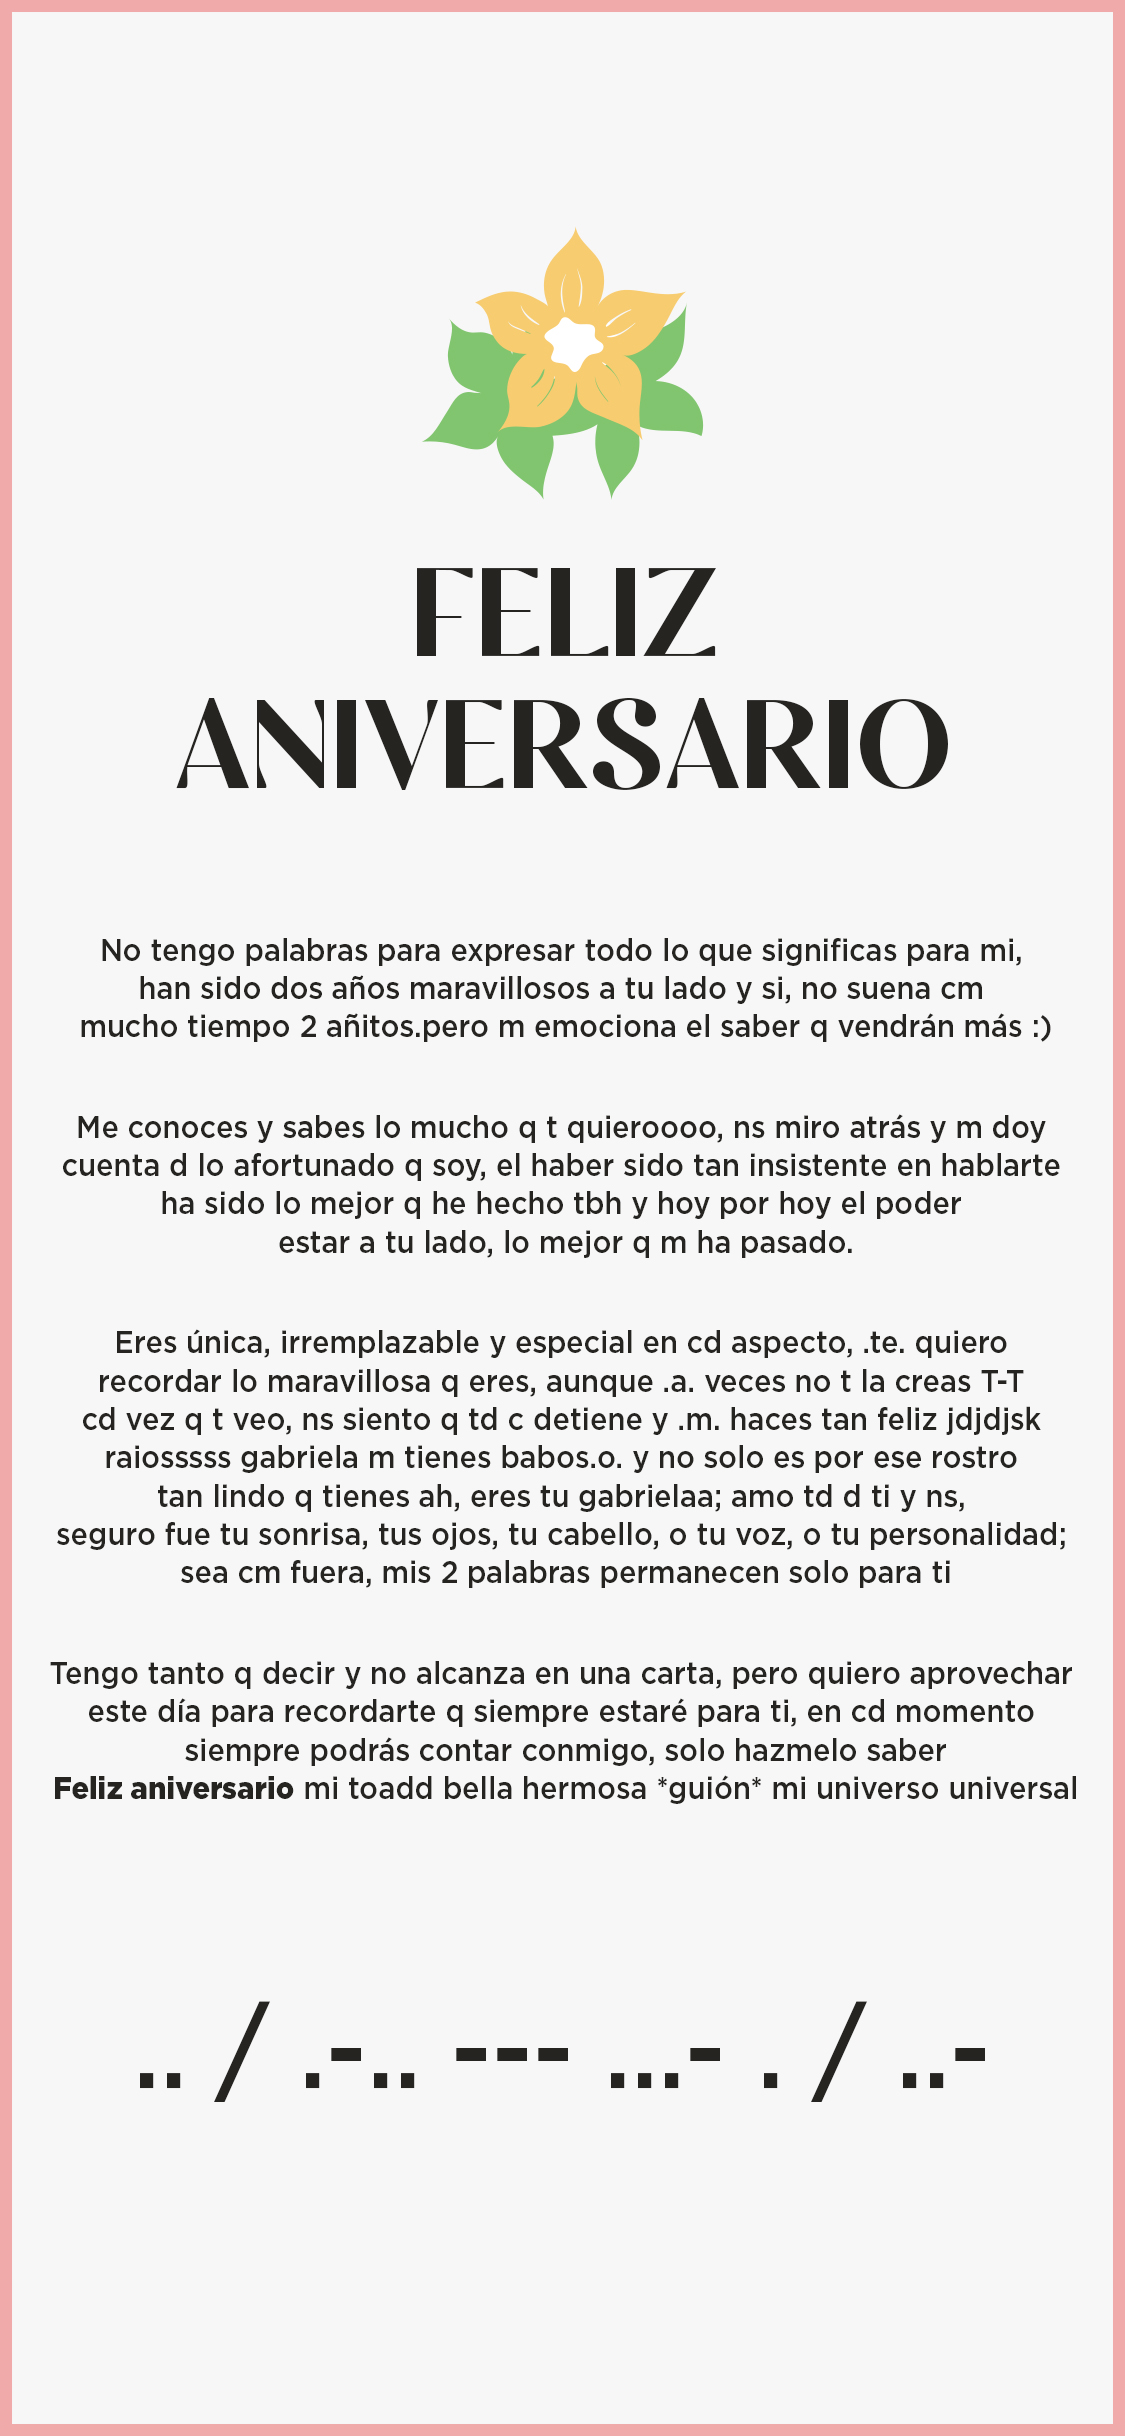 FELIZ
ANIVERSARIO
No tengo palabras para expresar todo lo que significas para mi,
han sido dos años maravillosos a tu lado y si, no suena cm
mucho tiempo 2 añitos.pero m emociona el saber q vendrán más :)
Me conoces y sabes lo mucho q t quieroooo, ns miro atrás y m doy
cuenta d lo afortunado q soy, el haber sido tan insistente en hablarte
ha sido lo mejor q he hecho tbh y hoy por hoy el poder
estar a tu lado, lo mejor q m ha pasado.
Eres única, irremplazable y especial en cd aspecto, .te. quiero
recordar lo maravillosa q eres, aunque .a. veces no t la creas T-T
cd vez q t veo, ns siento q td c detiene y .m. haces tan feliz jdjdjsk
raiosssss gabriela m tienes babos.o. y no solo es por ese rostro
tan lindo q tienes ah, eres tu gabrielaa; amo td d ti y ns,
seguro fue tu sonrisa, tus ojos, tu cabello, o tu voz, o tu personalidad;
sea cm fuera, mis 2 palabras permanecen solo para ti
Tengo tanto q decir y no alcanza en una carta, pero quiero aprovechar
este día para recordarte q siempre estaré para ti, en cd momento
siempre podrás contar conmigo, solo hazmelo saber
Feliz aniversario mi toadd bella hermosa *guión* mi universo universal
.. / .-.. --- ...- . / ..-